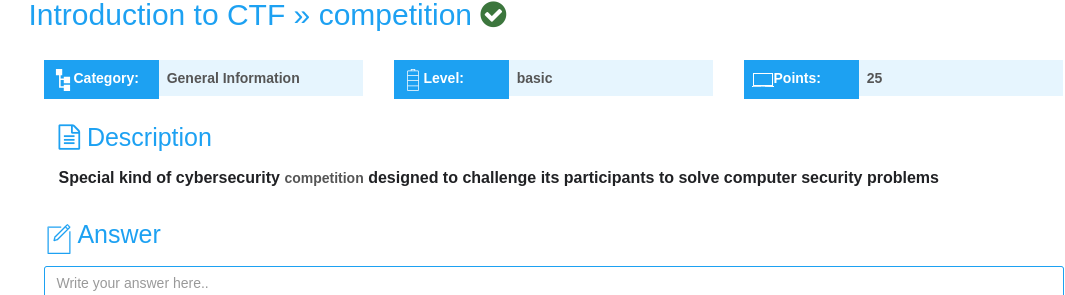 Introduction to CTF » competition
Category: General Information Level: basic Points: 25
Description
Special kind of cybersecurity competition designed to challenge its participants to solve computer security problems
Answer
Write your answer here..